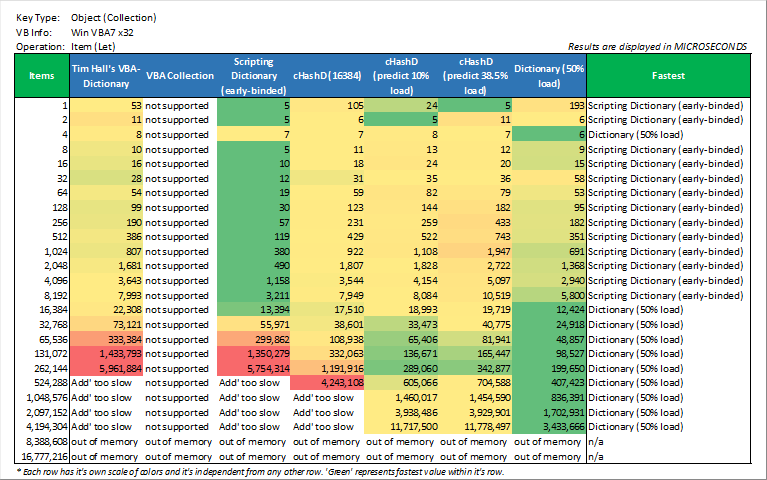 Key Type: Object (Collection)
VB Info: Win VBA7 x32
Operation: Item (Let)
Results are displayed in MICROSECONDS
Items Tim Hall's VBA-Dictionary VBA Collection Scripting Dictionary (early-binded) cHashD (16384) cHashD (predict 10% load) cHashD (predict 38.5% load) Dictionary (50% load) Fastest
1 53 not supported 5 105 24 5 193 Scripting Dictionary (early-binded)
2 11 not supported 5 6 5 11 6 Scripting Dictionary (early-binded)
4 8 not supported 7 7 8 7 6 Dictionary (50% load)
8 10 not supported 5 11 13 12 9 Scripting Dictionary (early-binded)
16 16 not supported 10 18 24 20 15 Scripting Dictionary (early-binded)
32 28 not supported 12 31 35 36 58 Scripting Dictionary (early-binded)
64 54 not supported 19 59 82 79 53 Scripting Dictionary (early-binded)
128 99 not supported 30 123 144 182 95 Scripting Dictionary (early-binded)
256 190 not supported 57 231 259 433 182 Scripting Dictionary (early-binded)
512 386 not supported 119 429 522 743 351 Scripting Dictionary (early-binded)
1,024 807 not supported 380 922 1,108 1,947 691 Scripting Dictionary (early-binded)
2,048 1,681 not supported 490 1,807 1,828 2,722 1,368 Scripting Dictionary (early-binded)
4,096 3,643 not supported 1,158 3,544 4,154 5,097 2,940 Scripting Dictionary (early-binded)
8,192 7,993 not supported 3,211 7,949 8,084 10,519 5,800 Scripting Dictionary (early-binded)
16,384 22,308 not supported 13,394 17,510 18,993 19,719 12,424 Dictionary (50% load)
32,768 73,121 not supported 55,971 38,601 33,473 40,775 24,918 Dictionary (50% load)
65,536 333,384 not supported 299,862 108,938 65,406 81,941 48,857 Dictionary (50% load)
131,072 1,433,793 not supported 1,350,279 332,063 136,671 165,447 98,527 Dictionary (50% load)
262,144 5,961,884 not supported 5,754,314 1,191,916 289,060 342,877 199,650 Dictionary (50% load)
524,288 Add' too slow not supported Add' too slow 4,243,108 605,066 704,588 407,423 Dictionary (50% load)
1,048,576 Add' too slow not supported Add' too slow Add' too slow 1,460,017 1,454,590 836,391 Dictionary (50% load)
2,097,152 Add' too slow not supported Add' too slow Add' too slow 3,938,486 3,929,901 1,702,931 Dictionary (50% load)
4,194,304 Add' too slow not supported Add' too slow Add' too slow 11,717,500 11,778,497 3,433,666 Dictionary (50% load)
8,388,608 out of memory out of memory out of memory out of memory out of memory out of memory out of memory n/a
16,777,216 out of memory out of memory out of memory out of memory out of memory out of memory out of memory n/a
* Each row has it's own scale of colors and it's independent from any other row. 'Green' represents fastest value within it's row.